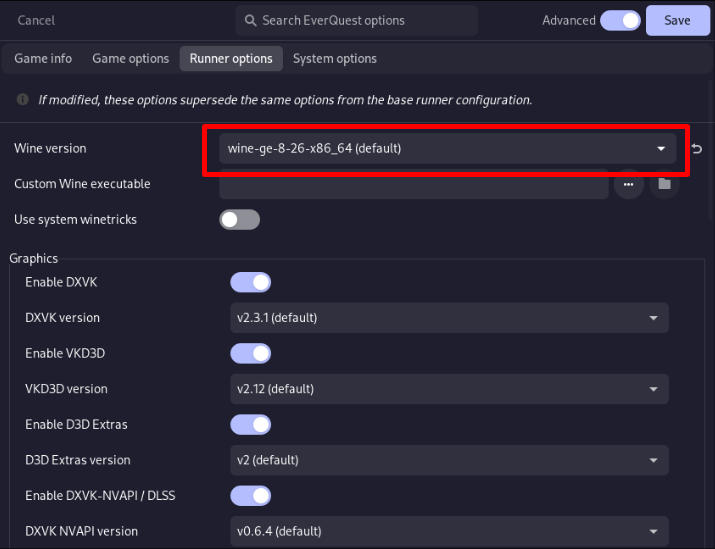 Cancel Search EverQuest options Advanced Save
Game info Game options Runner options System options
If modified, these options supersede the same options from the base runner configuration.
Wine version wine-ge-8-26-x86_64 (default)
Custom Wine executable ...
Use system winetricks
Graphics
Enable DXVK
DXVK version v2.3.1 (default)
Enable VKD3D
VKD3D version v2.12 (default)
Enable D3D Extras
D3D Extras version v2 (default)
Enable DXVK-NVAPI / DLSS
DXVK NVAPI version v0.6.4 (default)